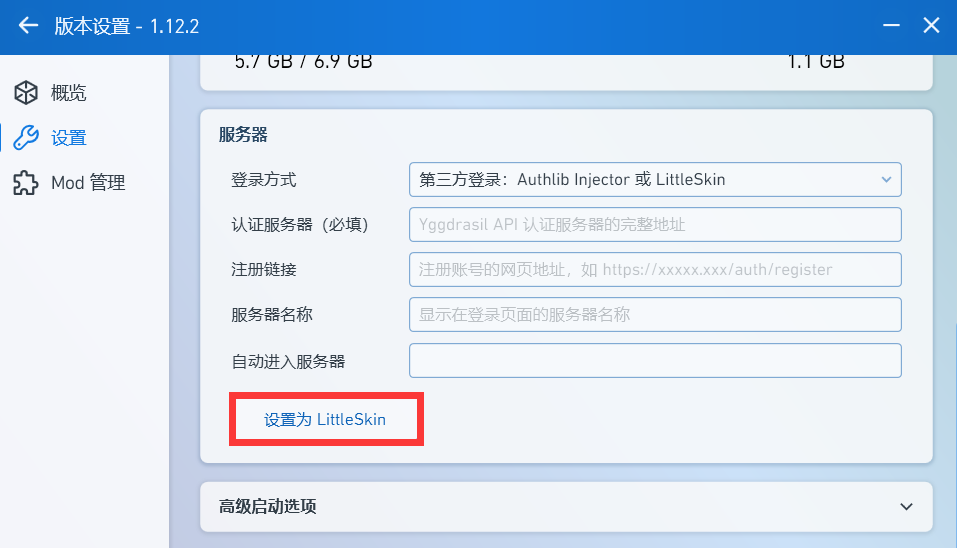 版本设置 - 1.12.2
5.7 GB / 6.9 GB
1.1 GB
概览
设置
Mod 管理
服务器
登录方式
第三方登录：Authlib Injector 或 LittleSkin
认证服务器（必填）
Yggdrasil API 认证服务器的完整地址
注册链接
注册账号的网页地址，如 https://xxxxx.xxx/auth/register
服务器名称
显示在登录页面的服务器名称
自动进入服务器
设置为 LittleSkin
高级启动选项